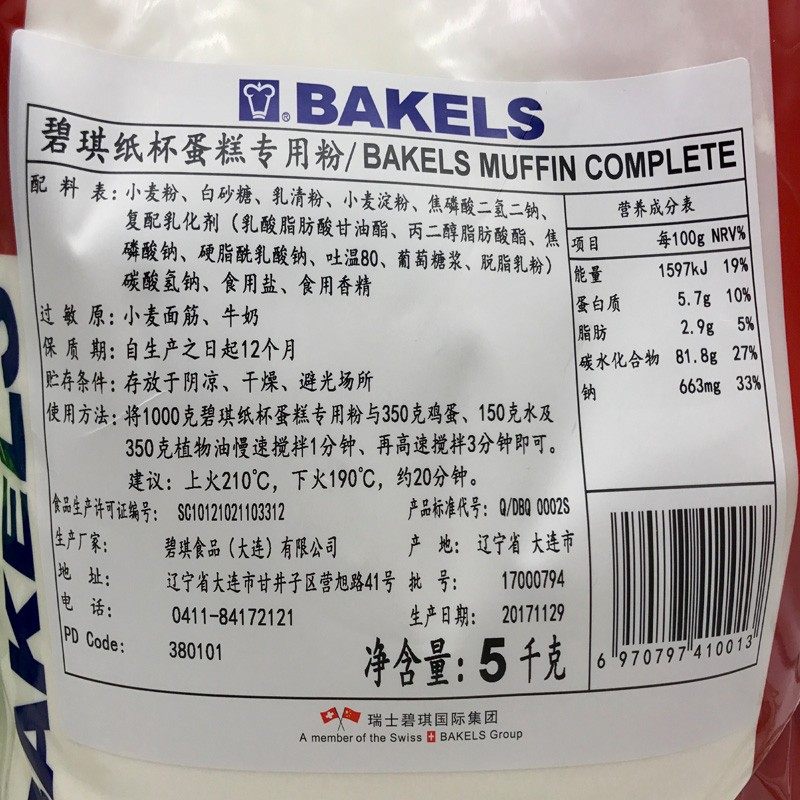 BAKELS
碧琪纸杯蛋糕专用粉/BAKELS MUFFIN COMPLETE
配料表：小麦粉、白砂糖、乳清粉、小麦淀粉、焦磷酸二氢二钠、
复配乳化剂（乳酸脂肪酸甘油酯、丙二醇脂肪酸酯、焦
磷酸钠、硬脂酰乳酸钠、吐温80、葡萄糖浆、脱脂乳粉）
碳酸氢钠、食用盐、食用香精
过敏原：小麦面筋、牛奶
保质期：自生产之日起12个月
贮存条件：存放于阴凉、干燥、避光场所
使用方法：将1000克碧琪纸杯蛋糕专用粉与350克鸡蛋、150克水及
350克植物油慢速搅拌1分钟、再高速搅拌3分钟即可。
建议：上火210℃，下火190℃，约20分钟。
营养成分表
项目 每100g NRV%
能量 1597kJ 19%
蛋白质 5.7g 10%
脂肪 2.9g 5%
碳水化合物 81.8g 27%
钠 663mg 33%
食品生产许可证编号：SC10121021103312 产品标准代号：Q/DBQ 0002S
生产厂家：碧琪食品（大连）有限公司 产地：辽宁省 大连市
地址：辽宁省大连市甘井子区营旭路41号 批号：17000794
电话：0411-84172121 生产日期：20171129
PD Code: 380101 净含量：5千克
6 970797 410013
瑞士碧琪国际集团
A member of the Swiss BAKELS Group
AKELS